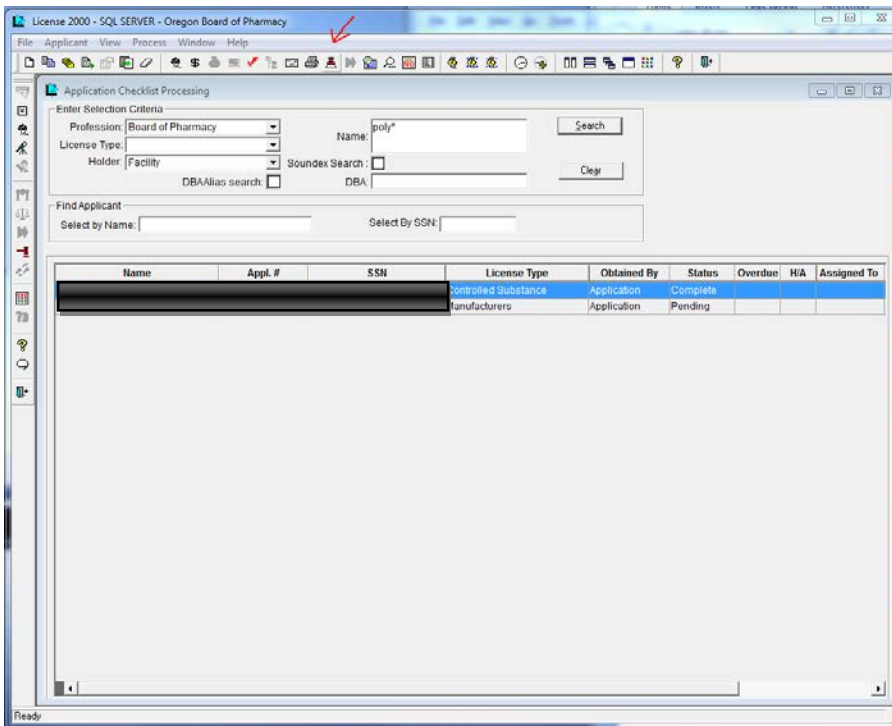 License 2000 - SQL SERVER - Oregon Board of Pharmacy
File Applicant View Process Window Help
Application Checklist Processing
Enter Selection Criteria
Profession: Board of Pharmacy
Name: poly*
Search
License Type:
Holder: Facility
Soundex Search :
Clear
DBAAlias search:
DBA
Find Applicant
Select by Name:
Select By SSN:
Name Appl. # SSN License Type Obtained By Status Overdue H/A Assigned To
Controlled Substance Application Complete
Manufacturers Application Pending
Ready